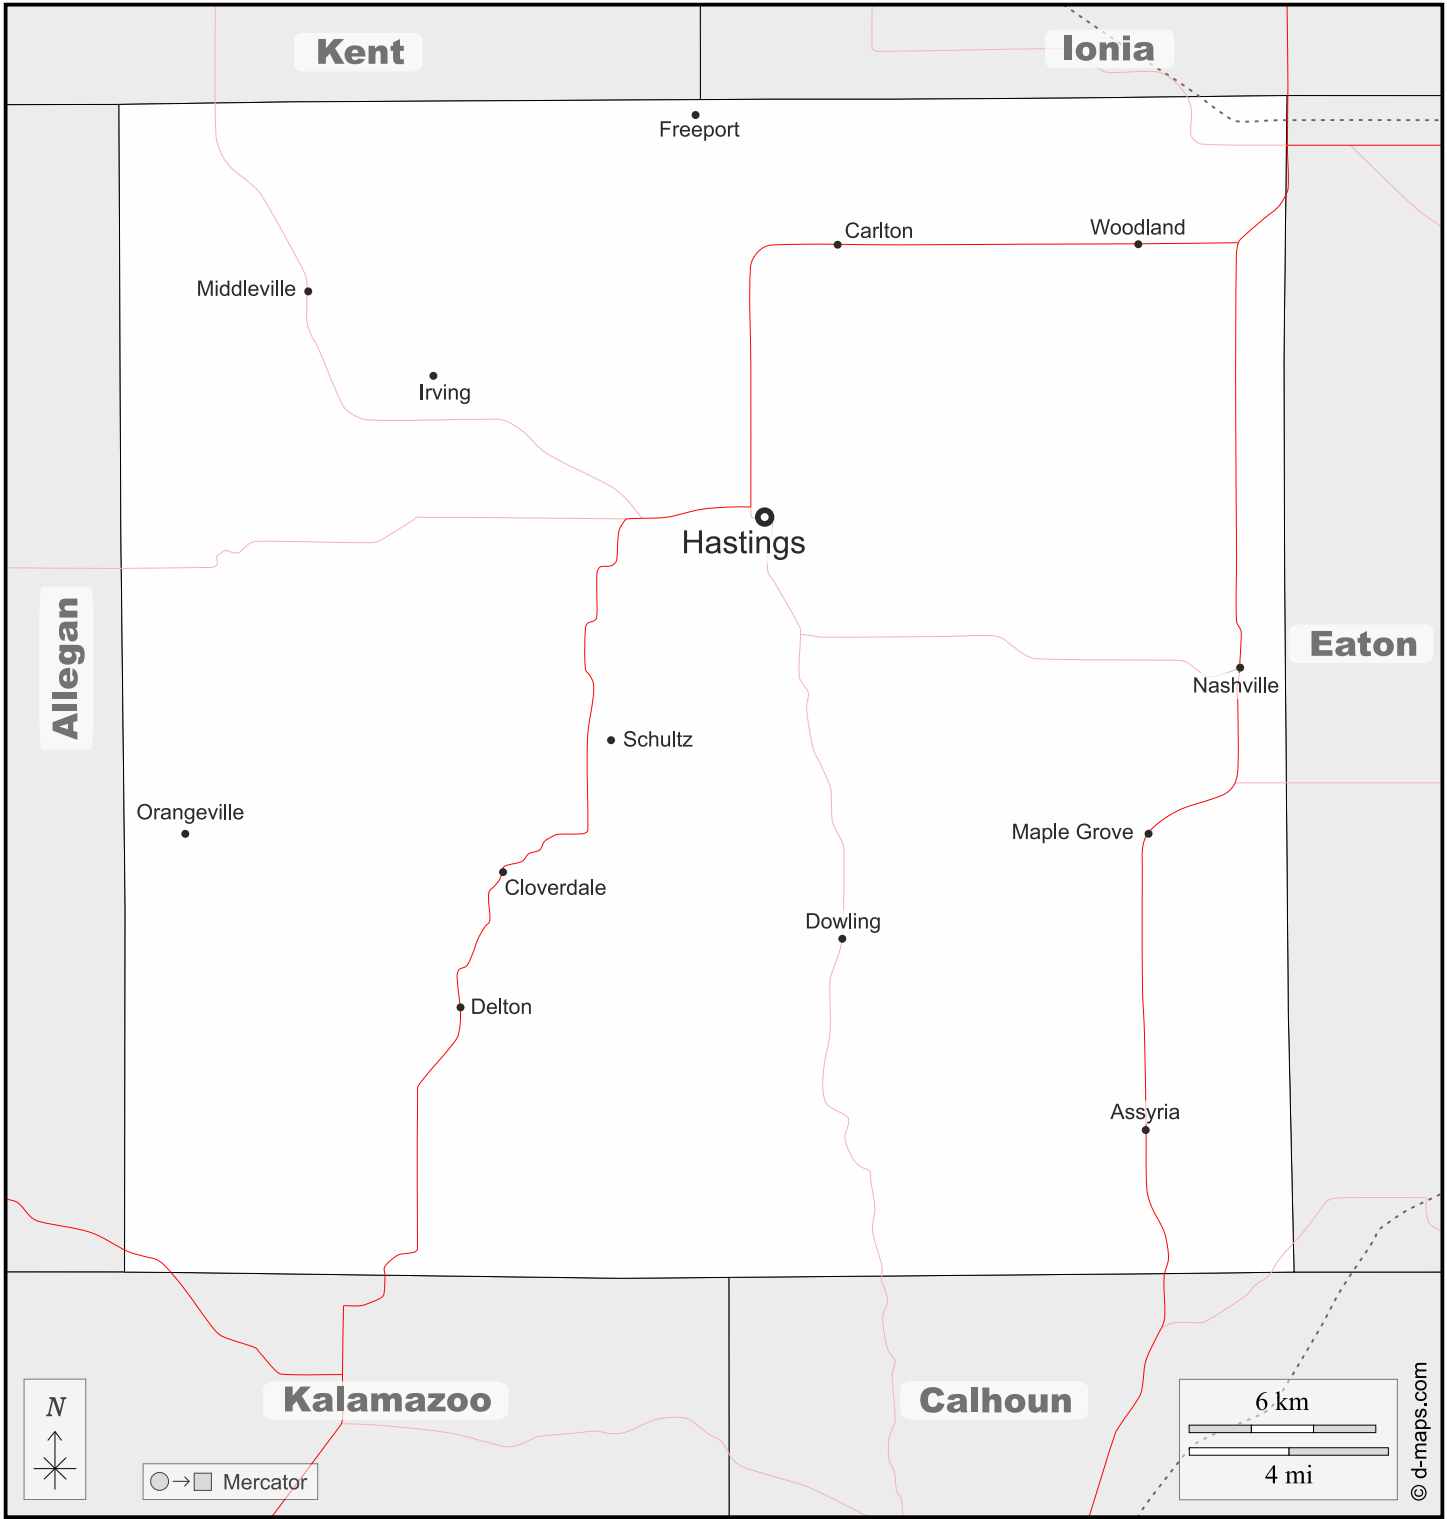 Kent
Ionia
Freeport
Carlton
Woodland
Middleville
Irving
Hastings
Allegan
Eaton
Nashville
Schultz
Orangeville
Maple Grove
Cloverdale
Dowling
Delton
Assyria
Kalamazoo
Calhoun
N
Mercator
6 km
4 mi
© d-maps.com